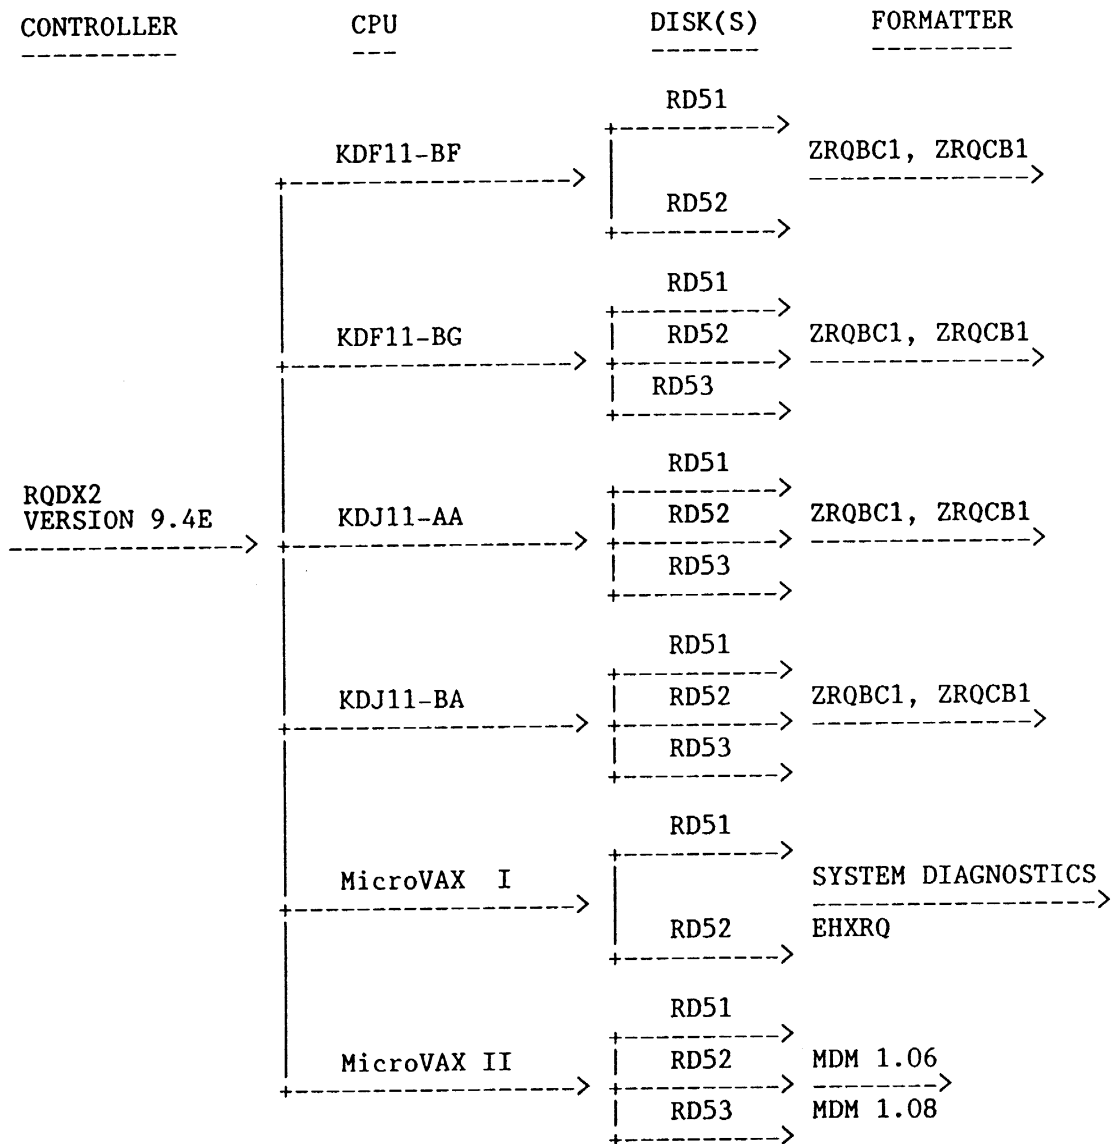 CONTROLLER CPU DISK(S) FORMATTER
RD51
KDF11-BF ZRQBC1, ZRQCB1
RD52
RD51
KDF11-BG RD52 ZRQBC1, ZRQCB1
RD53
RD51
RQDX2
VERSION 9.4E KDJ11-AA RD52 ZRQBC1, ZRQCB1
RD53
RD51
KDJ11-BA RD52 ZRQBC1, ZRQCB1
RD53
RD51
MicroVAX I SYSTEM DIAGNOSTICS
RD52 EHXRQ
RD51
MicroVAX II RD52 MDM 1.06
RD53 MDM 1.08